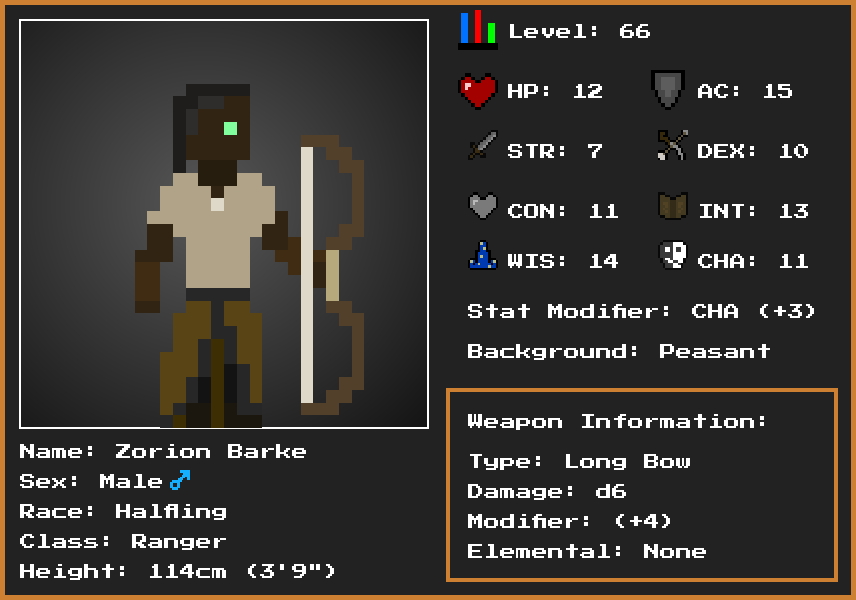 Level: 66
HP: 12
AC: 15
STR: 7
DEX: 10
CON: 11
INT: 13
WIS: 14
CHA: 11
Stat Modifier: CHA (+3)
Background: Peasant
Weapon Information:
Type: Long Bow
Damage: d6
Modifier: (+4)
Elemental: None
Name: Zorion Barke
Sex: Male ♂
Race: Halfling
Class: Ranger
Height: 114cm (3'9")